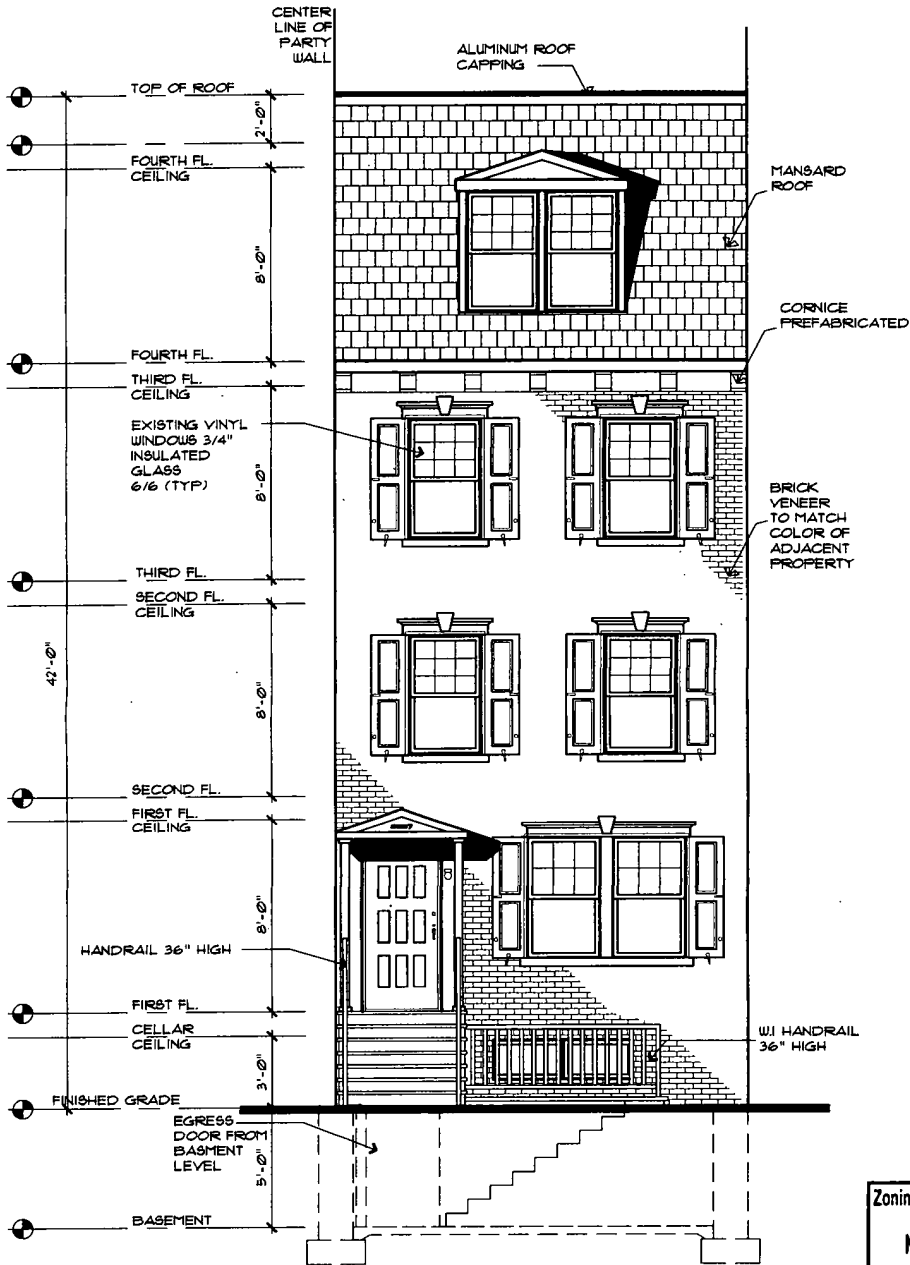 CENTER
LINE OF
PARTY
WALL
ALUMINUM ROOF
CAPPING
TOP OF ROOF
2'-0"
FOURTH FL.
CEILING
MANSARD
ROOF
8'-0"
CORNICE
PREFABRICATED
FOURTH FL.
THIRD FL.
CEILING
EXISTING VINYL
WINDOWS 3/4"
INSULATED
GLASS
6/6 (TYP)
8'-0"
BRICK
VENEER
TO MATCH
COLOR OF
ADJACENT
PROPERTY
THIRD FL.
SECOND FL.
CEILING
42'-0"
8'-0"
SECOND FL.
FIRST FL.
CEILING
8'-0"
HANDRAIL 36" HIGH
FIRST FL.
CELLAR
CEILING
W.I HANDRAIL
36" HIGH
3'-0"
FINISHED GRADE
EGRESS
DOOR FROM
BASMENT
LEVEL
5'-0"
BASEMENT